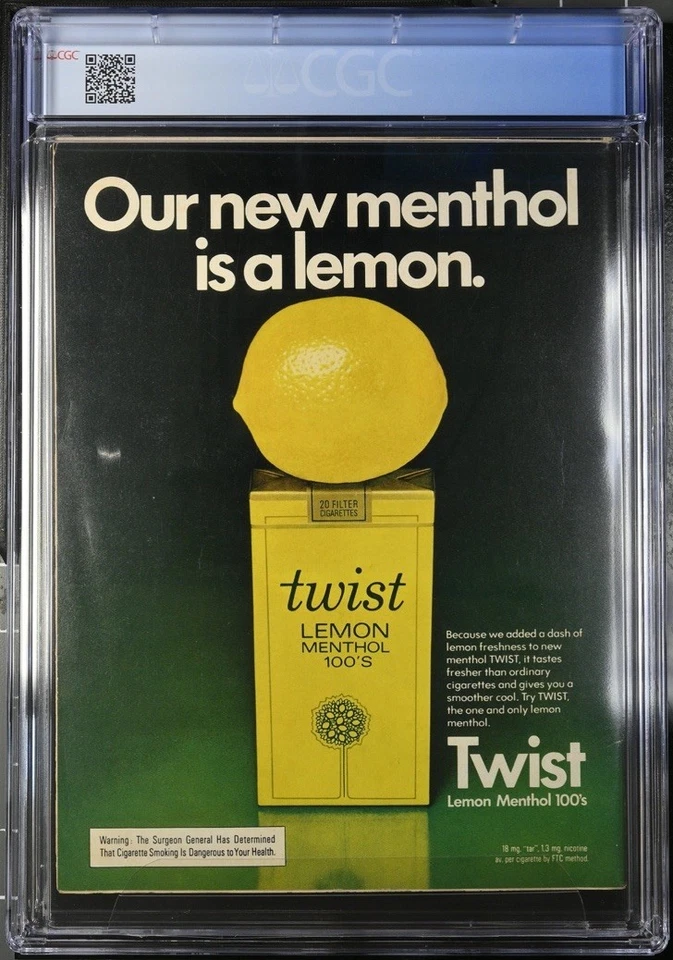 CGC
CGC
Our new menthol
is a lemon.
20 FILTER
CIGARETTES
twist
LEMON
MENTHOL
100'S
Because we added a dash of
lemon freshness to new
menthol TWIST, it tastes
fresher than ordinary
cigarettes and gives you a
smoother cool. Try TWIST,
the one and only lemon
menthol.
Twist
Lemon Menthol 100's
Warning: The Surgeon General Has Determined
That Cigarette Smoking Is Dangerous to Your Health.
18 mg. "tar", 1.3 mg. nicotine
av. per cigarette by FTC method.